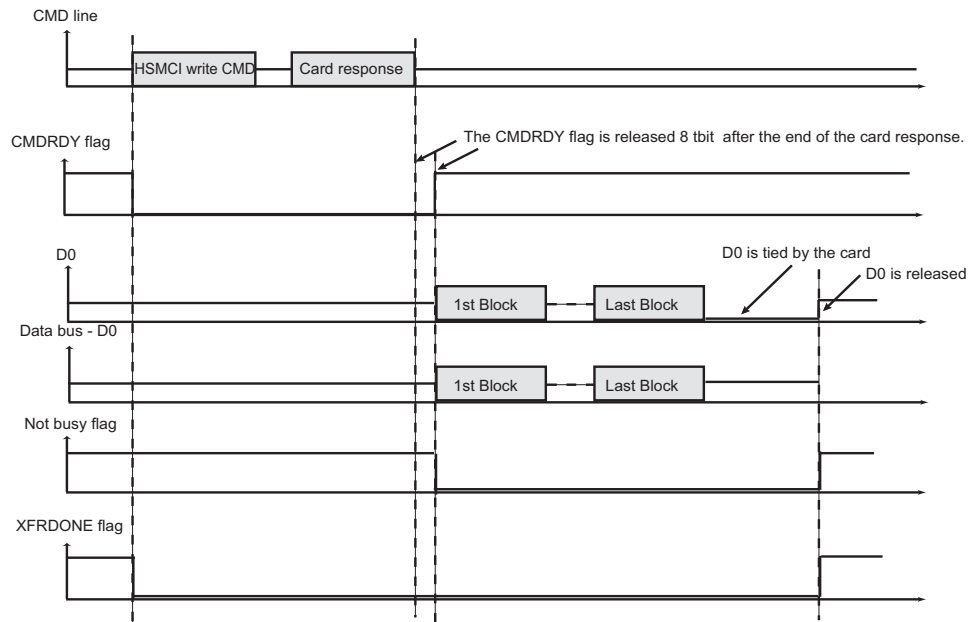 CMD line
HSMCI write CMD
Card response
CMDRDY flag
The CMDRDY flag is released 8 tbit after the end of the card response.
D0
D0 is tied by the card
D0 is released
1st Block
Last Block
Data bus - D0
1st Block
Last Block
Not busy flag
XFRDONE flag